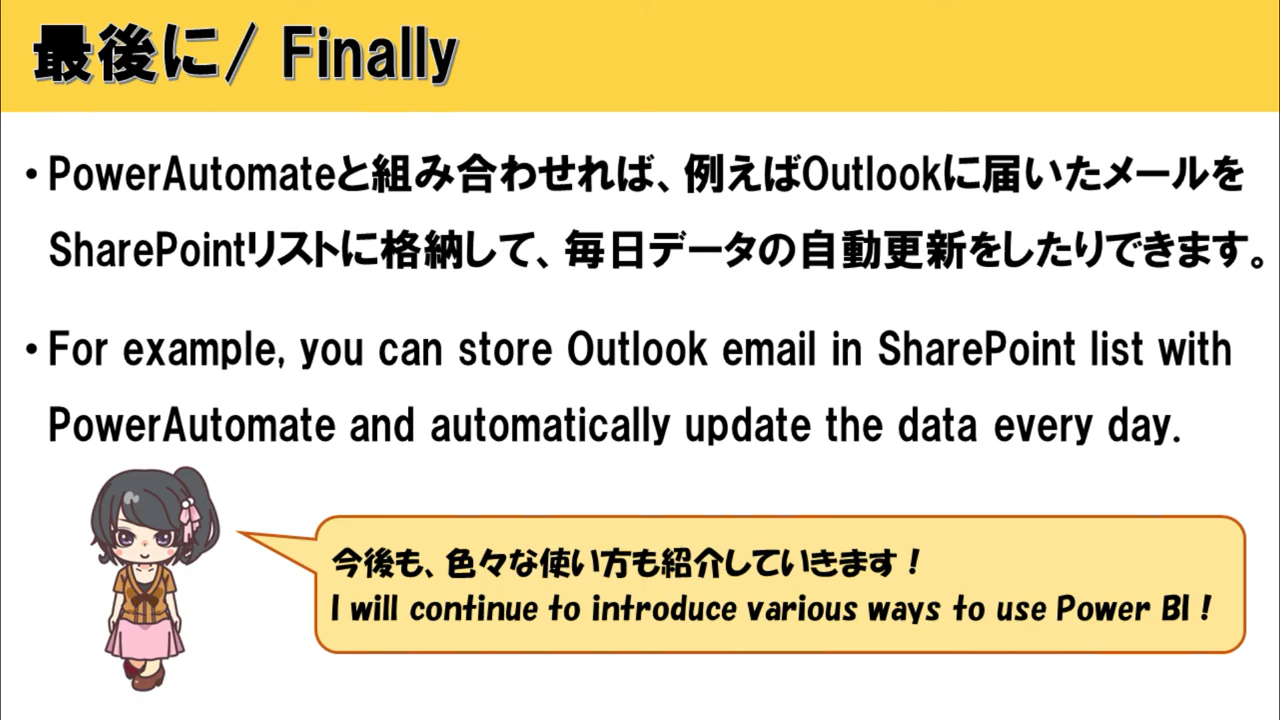 最後に/ Finally
・PowerAutomateと組み合わせれば、例えばOutlookに届いたメールを
SharePointリストに格納して、毎日データの自動更新をしたりできます。
・For example, you can store Outlook email in SharePoint list with
PowerAutomate and automatically update the data every day.
今後も、色々な使い方も紹介していきます！
I will continue to introduce various ways to use Power BI！